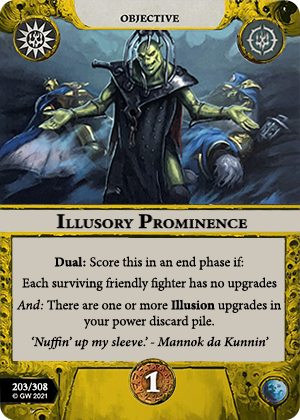 OBJECTIVE
ILLUSORY PROMINENCE
Dual: Score this in an end phase if:
Each surviving friendly fighter has no upgrades
And: There are one or more Illusion upgrades in
your power discard pile.
‘Nuffin’ up my sleeve.’ - Mannok da Kunnin’
203/308
© GW 2021
1